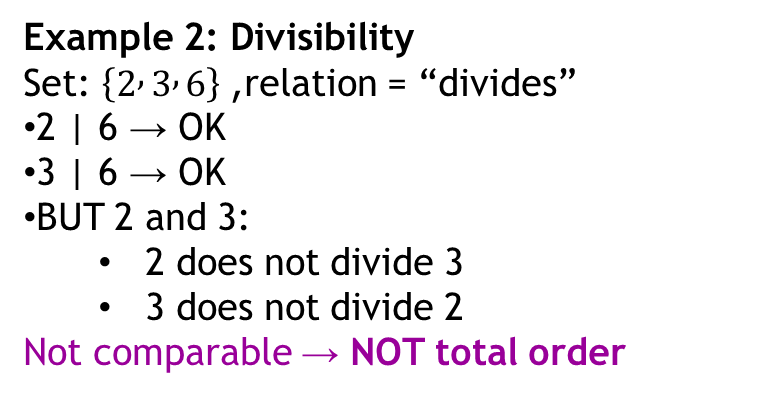 Example 2: Divisibility
Set: {2, 3, 6} ,relation = “divides”
•2 | 6 → OK
•3 | 6 → OK
•BUT 2 and 3:
• 2 does not divide 3
• 3 does not divide 2
Not comparable → NOT total order